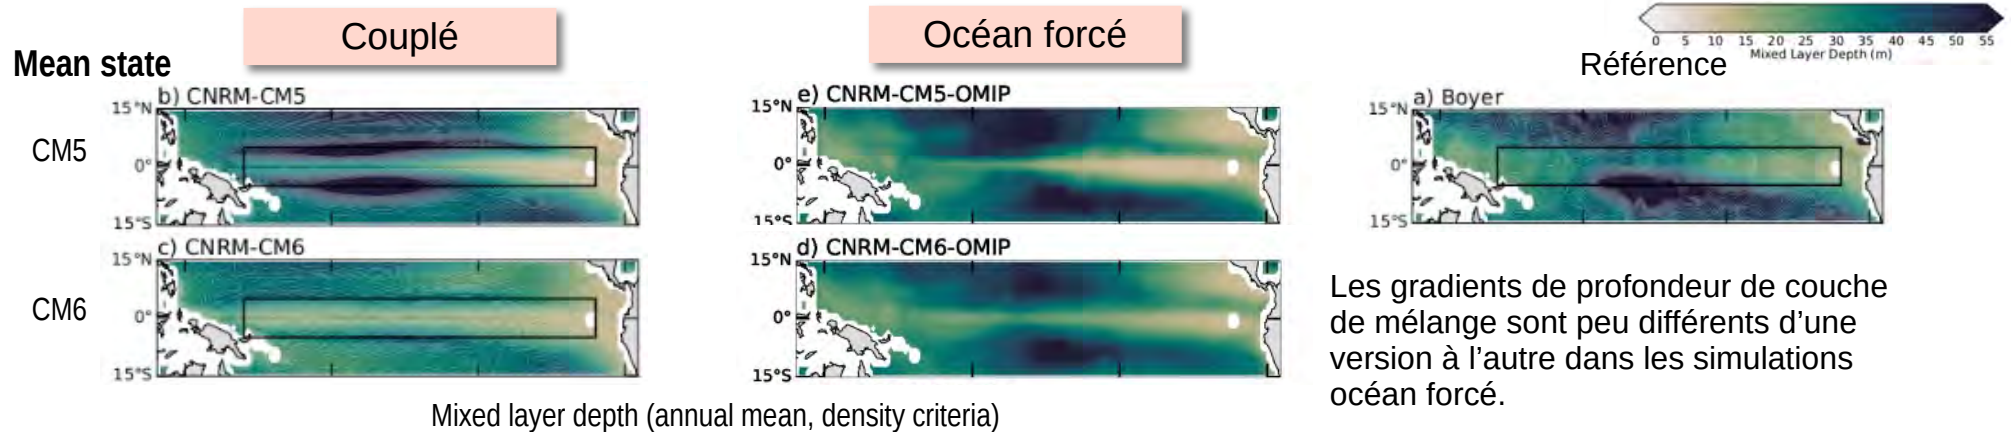 Couplé
Océan forcé
0 5 10 15 20 25 30 35 40 45 50 55
Mixed Layer Depth (m)
Mean state
Référence
b) CNRM-CM5
e) CNRM-CM5-OMIP
a) Boyer
15°N
0°
15°S
15°N
0°
15°S
15°N
0°
15°S
CM5
c) CNRM-CM6
d) CNRM-CM6-OMIP
15°N
0°
15°S
15°N
0°
15°S
CM6
Les gradients de profondeur de couche
de mélange sont peu différents d’une
version à l’autre dans les simulations
océan forcé.
Mixed layer depth (annual mean, density criteria)